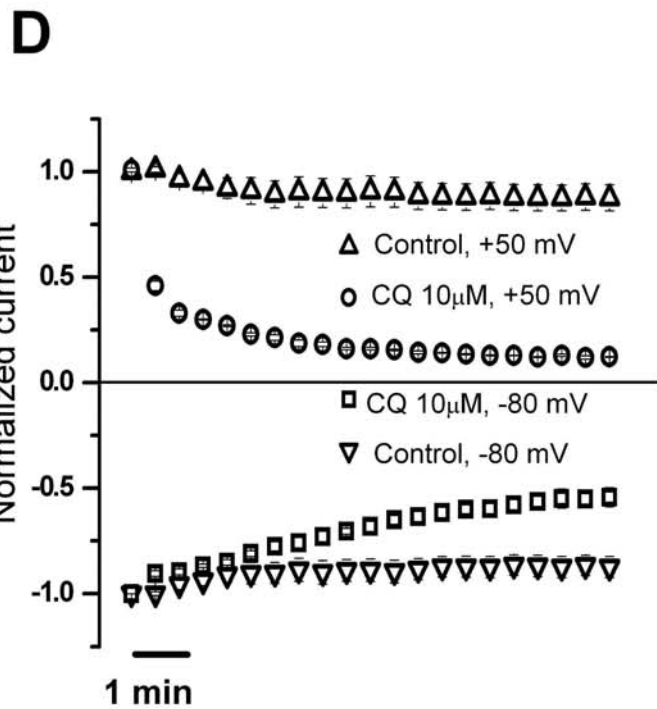 D
Normalized current
1.0
0.5
0.0
-0.5
-1.0
Control, +50 mV
CQ 10μM, +50 mV
CQ 10μM, -80 mV
Control, -80 mV
1 min